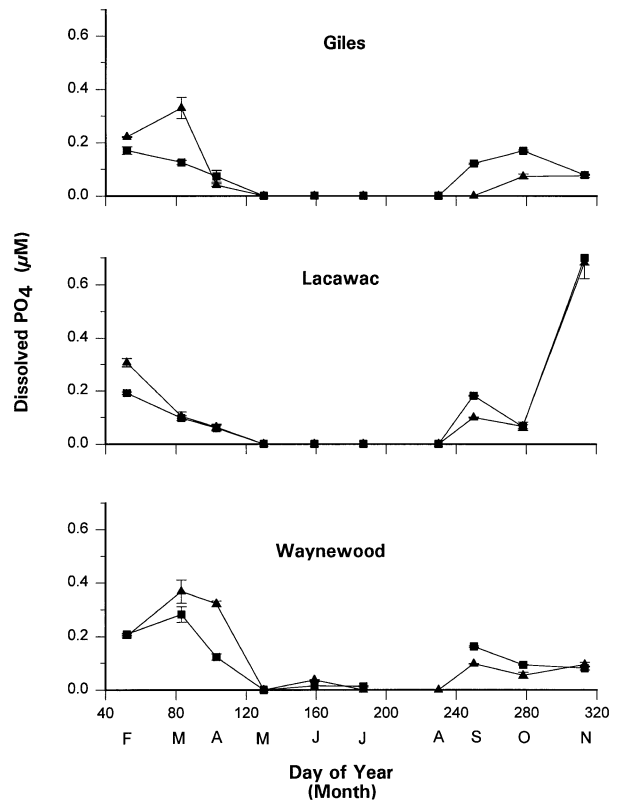 Giles
0.6
0.4
0.2
0.0
Dissolved PO4 (µM)
Lacawac
0.6
0.4
0.2
0.0
Waynewood
0.6
0.4
0.2
0.0
40 80 120 160 200 240 280 320
F M A M J J A S O N
Day of Year
(Month)